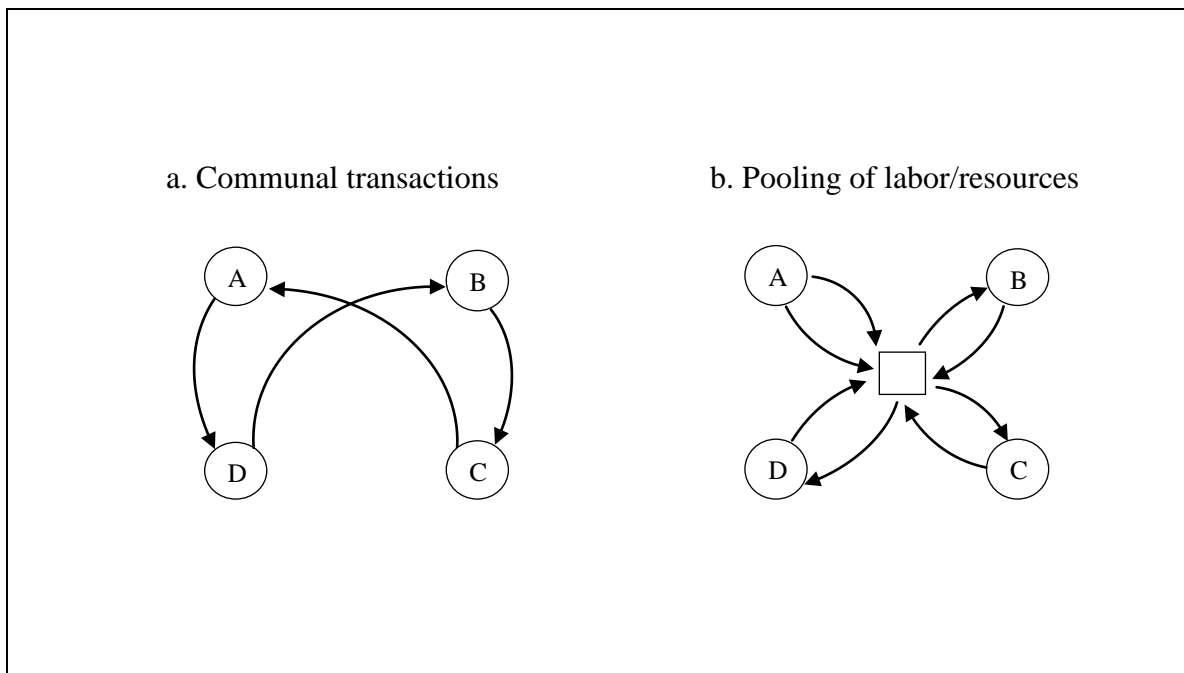 a. Communal transactions
b. Pooling of labor/resources
A
B
D
C
A
B
D
C